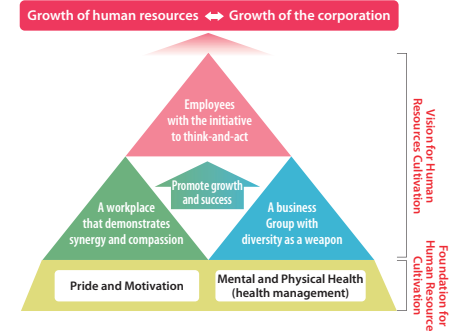 Growth of human resources ⇔ Growth of the corporation
Employees
with the initiative
to think-and-act
Promote growth
and success
A workplace
that demonstrates
synergy and compassion
A business
Group with
diversity as a weapon
Pride and Motivation
Mental and Physical Health
(health management)
Vision for Human
Resources Cultivation
Foundation for
Human Resource
Cultivation